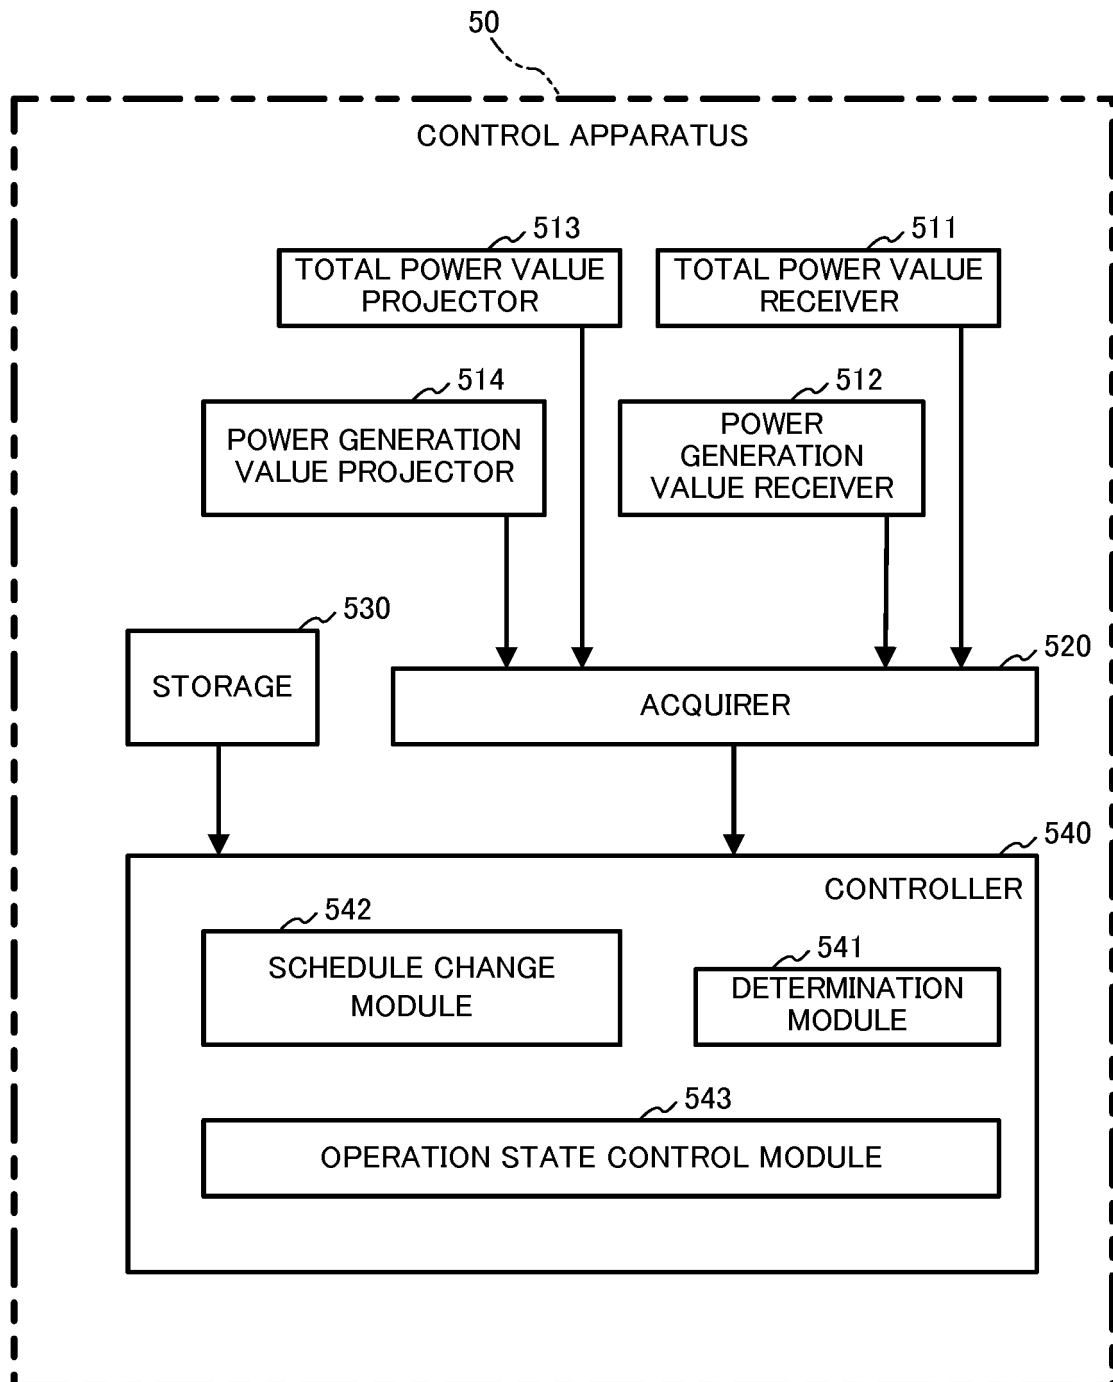 50
CONTROL APPARATUS
513
TOTAL POWER VALUE
PROJECTOR
511
TOTAL POWER VALUE
RECEIVER
514
POWER GENERATION
VALUE PROJECTOR
512
POWER
GENERATION
VALUE RECEIVER
530
STORAGE
520
ACQUIRER
540
CONTROLLER
542
SCHEDULE CHANGE
MODULE
541
DETERMINATION
MODULE
543
OPERATION STATE CONTROL MODULE